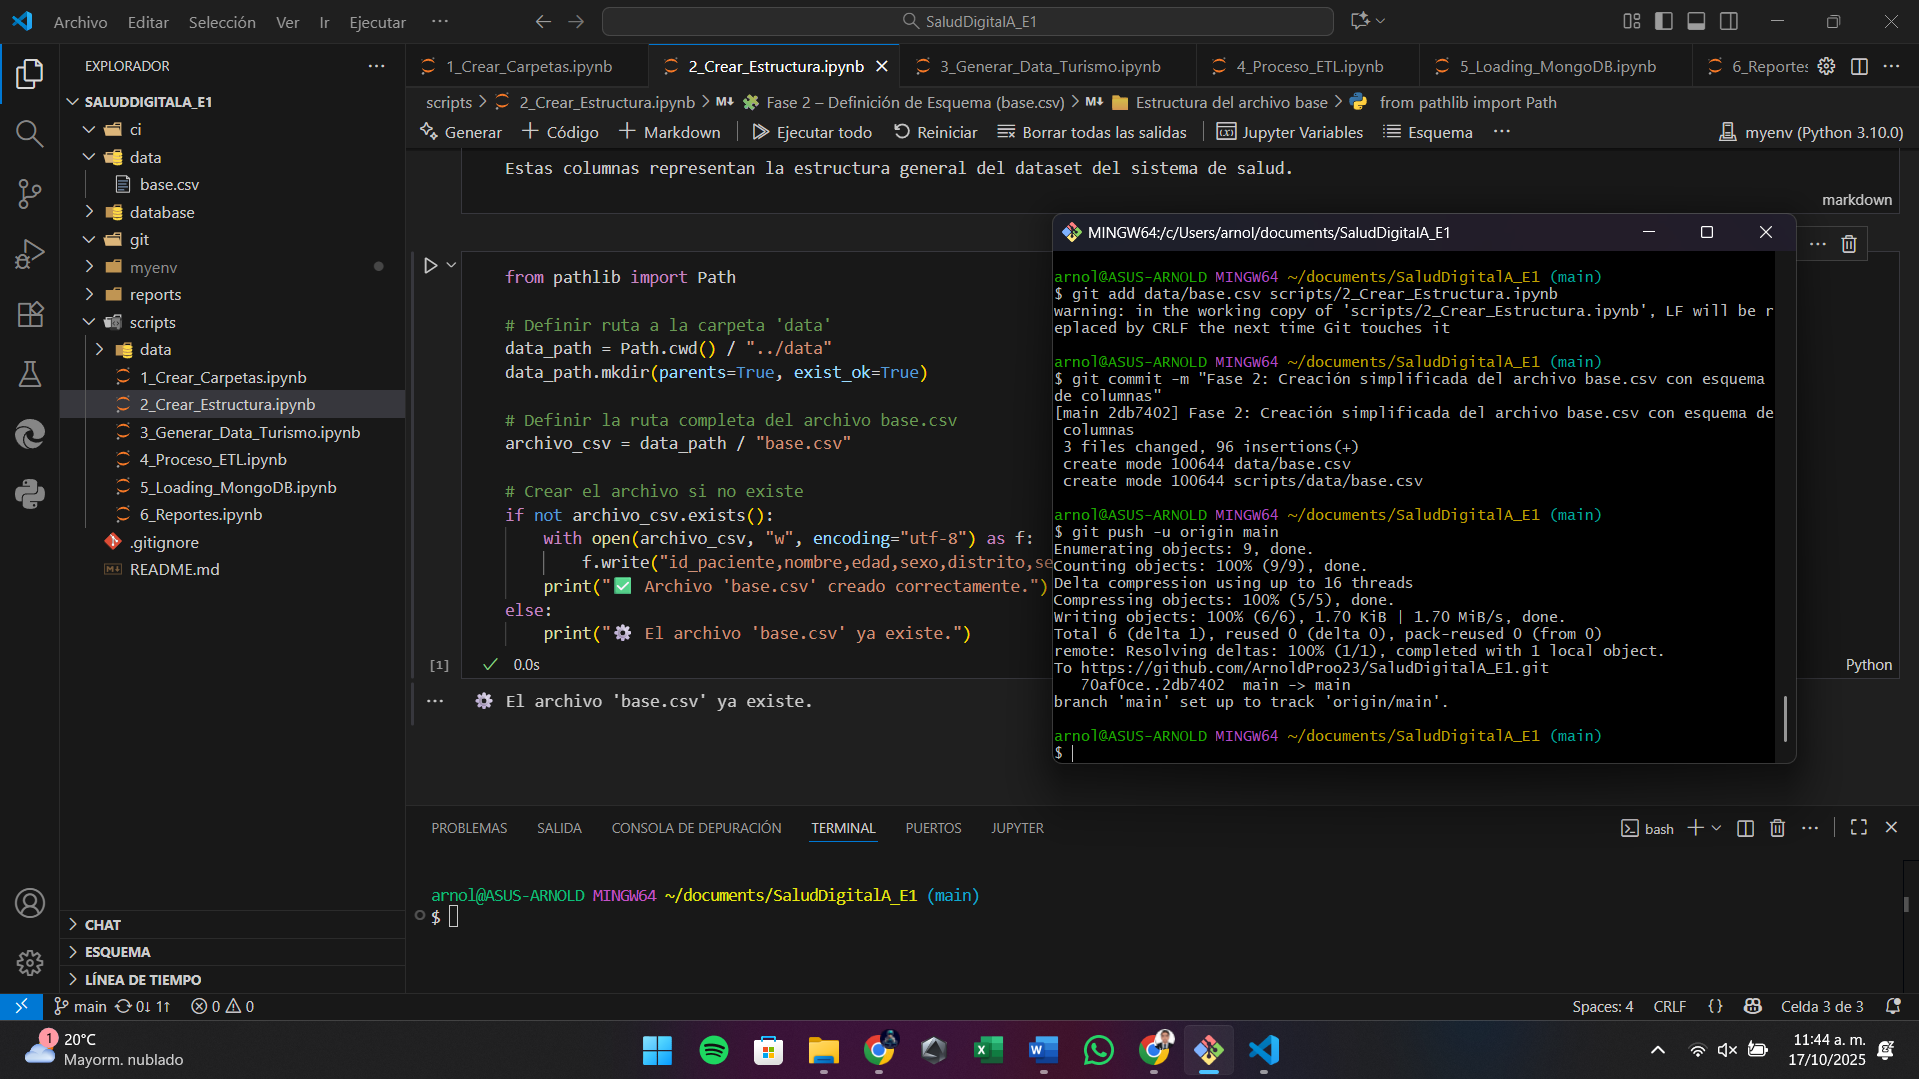 Archivo Editar Selección Ver Ir Ejecutar ···
SaludDigitalA_E1
EXPLORADOR
SALUDDIGITALA_E1
ci
data
base.csv
database
git
myenv
reports
scripts
data
1_Crear_Carpetas.ipynb
2_Crear_Estructura.ipynb
3_Generar_Data_Turismo.ipynb
4_Proceso_ETL.ipynb
5_Loading_MongoDB.ipynb
6_Reportes.ipynb
.gitignore
README.md
CHAT
ESQUEMA
LÍNEA DE TIEMPO
1_Crear_Carpetas.ipynb 2_Crear_Estructura.ipynb 3_Generar_Data_Turismo.ipynb 4_Proceso_ETL.ipynb 5_Loading_MongoDB.ipynb 6_Reportes
scripts > 2_Crear_Estructura.ipynb > M↓ Fase 2 – Definición de Esquema (base.csv) > M↓ Estructura del archivo base > from pathlib import Path
Generar + Código + Markdown Ejecutar todo Reiniciar Borrar todas las salidas Jupyter Variables Esquema ··· myenv (Python 3.10.0)
Estas columnas representan la estructura general del dataset del sistema de salud.
markdown
from pathlib import Path
# Definir ruta a la carpeta 'data'
data_path = Path.cwd() / "../data"
data_path.mkdir(parents=True, exist_ok=True)
# Definir la ruta completa del archivo base.csv
archivo_csv = data_path / "base.csv"
# Crear el archivo si no existe
if not archivo_csv.exists():
with open(archivo_csv, "w", encoding="utf-8") as f:
f.write("id_paciente,nombre,edad,sexo,distrito,se
print("✅ Archivo 'base.csv' creado correctamente.")
else:
print("⚙️ El archivo 'base.csv' ya existe.")
[1] ✓ 0.0s
Python
··· ⚙️ El archivo 'base.csv' ya existe.
MINGW64:/c/Users/arnol/documents/SaludDigitalA_E1
arnol@ASUS-ARNOLD MINGW64 ~/documents/SaludDigitalA_E1 (main)
$ git add data/base.csv scripts/2_Crear_Estructura.ipynb
warning: in the working copy of 'scripts/2_Crear_Estructura.ipynb', LF will be r
eplaced by CRLF the next time Git touches it
arnol@ASUS-ARNOLD MINGW64 ~/documents/SaludDigitalA_E1 (main)
$ git commit -m "Fase 2: Creación simplificada del archivo base.csv con esquema
de columnas"
[main 2db7402] Fase 2: Creación simplificada del archivo base.csv con esquema de
columnas
3 files changed, 96 insertions(+)
create mode 100644 data/base.csv
create mode 100644 scripts/data/base.csv
arnol@ASUS-ARNOLD MINGW64 ~/documents/SaludDigitalA_E1 (main)
$ git push -u origin main
Enumerating objects: 9, done.
Counting objects: 100% (9/9), done.
Delta compression using up to 16 threads
Compressing objects: 100% (5/5), done.
Writing objects: 100% (6/6), 1.70 KiB | 1.70 MiB/s, done.
Total 6 (delta 1), reused 0 (delta 0), pack-reused 0 (from 0)
remote: Resolving deltas: 100% (1/1), completed with 1 local object.
To https://github.com/ArnoldProo23/SaludDigitalA_E1.git
70af0ce..2db7402 main -> main
branch 'main' set up to track 'origin/main'.
arnol@ASUS-ARNOLD MINGW64 ~/documents/SaludDigitalA_E1 (main)
$
PROBLEMAS SALIDA CONSOLA DE DEPURACIÓN TERMINAL PUERTOS JUPYTER
bash
arnol@ASUS-ARNOLD MINGW64 ~/documents/SaludDigitalA_E1 (main)
$
main 0↓ 1↑ 0 0
Spaces: 4 CRLF {} Celda 3 de 3
1
20°C
Mayorm. nublado
11:44 a. m.
17/10/2025